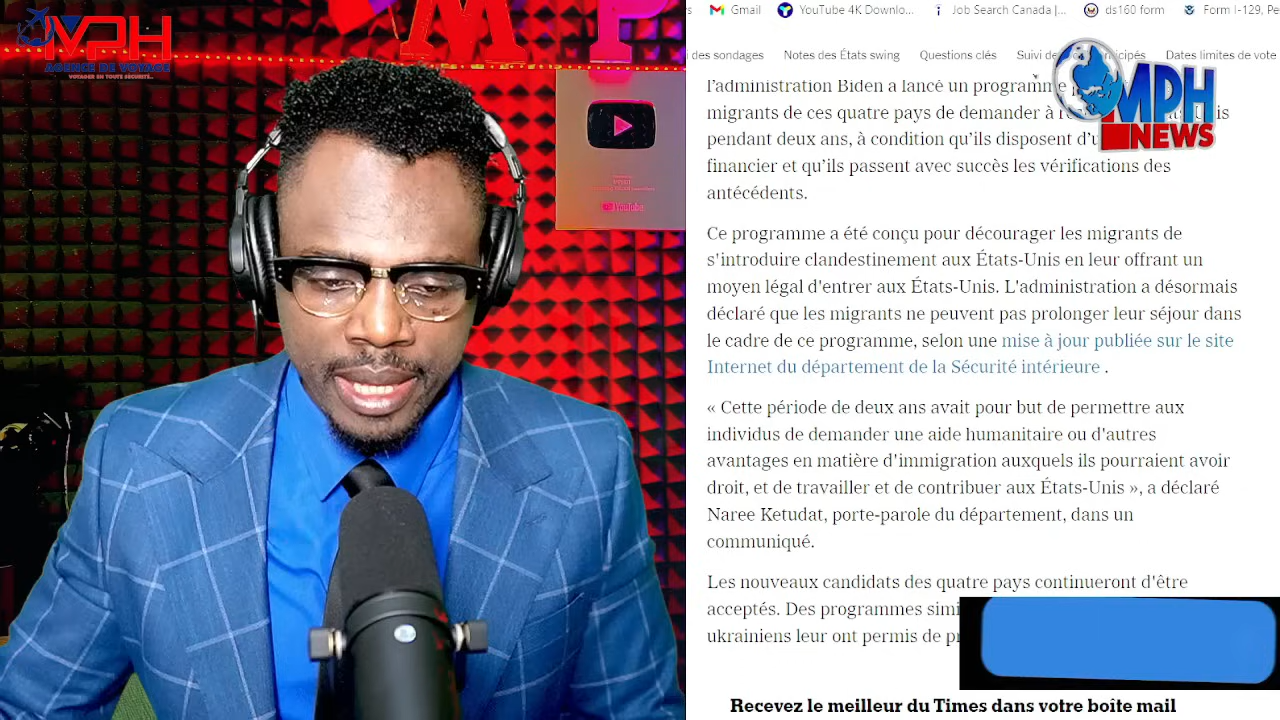 MPH
AGENCE DE VOYAGE
VOYAGER EN TOUTE SÉCURITÉ..
M P
YouTube
Gmail
YouTube 4K Downlo...
Job Search Canada |...
ds160 form
Form I-129, Pe
des sondages
Notes des États swing
Questions clés
Suivi des
Dates limites de vote
MPH
NEWS
l'administration Biden a lancé un programme
migrants de ces quatre pays de demander à
pendant deux ans, à condition qu'ils disposent
financier et qu'ils passent avec succès les vérifications des
antécédents.
Ce programme a été conçu pour décourager les migrants de
s'introduire clandestinement aux États-Unis en leur offrant un
moyen légal d'entrer aux États-Unis. L'administration a désormais
déclaré que les migrants ne peuvent pas prolonger leur séjour dans
le cadre de ce programme, selon une mise à jour publiée sur le site
Internet du département de la Sécurité intérieure .
« Cette période de deux ans avait pour but de permettre aux
individus de demander une aide humanitaire ou d'autres
avantages en matière d'immigration auxquels ils pourraient avoir
droit, et de travailler et de contribuer aux États-Unis », a déclaré
Naree Ketudat, porte-parole du département, dans un
communiqué.
Les nouveaux candidats des quatre pays continueront d'être
acceptés. Des programmes
ukrainiens leur ont permis de
Recevez le meilleur du Times dans votre boîte mail